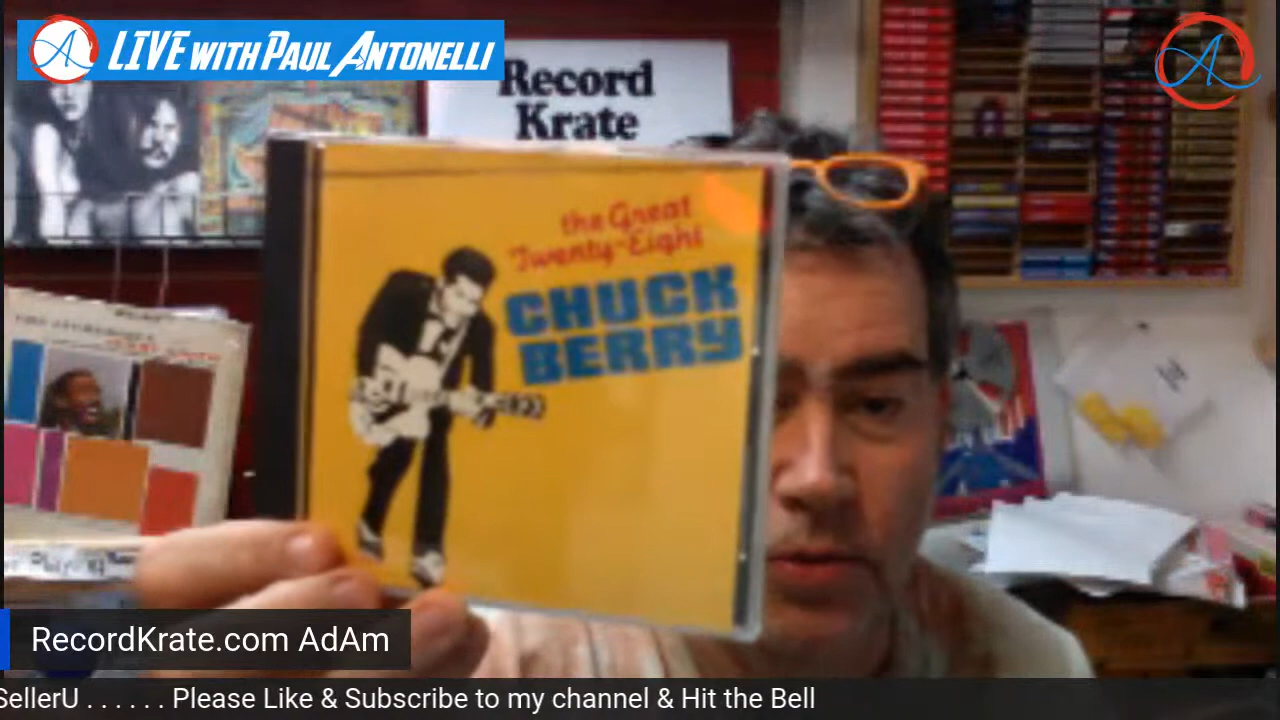 LIVE WITH PAUL ANTONELLI
Record
Krate
the Great
Twenty-Eight
CHUCK
BERRY
RecordKrate.com AdAm
SellerU . . . . . . Please Like & Subscribe to my channel & Hit the Bell